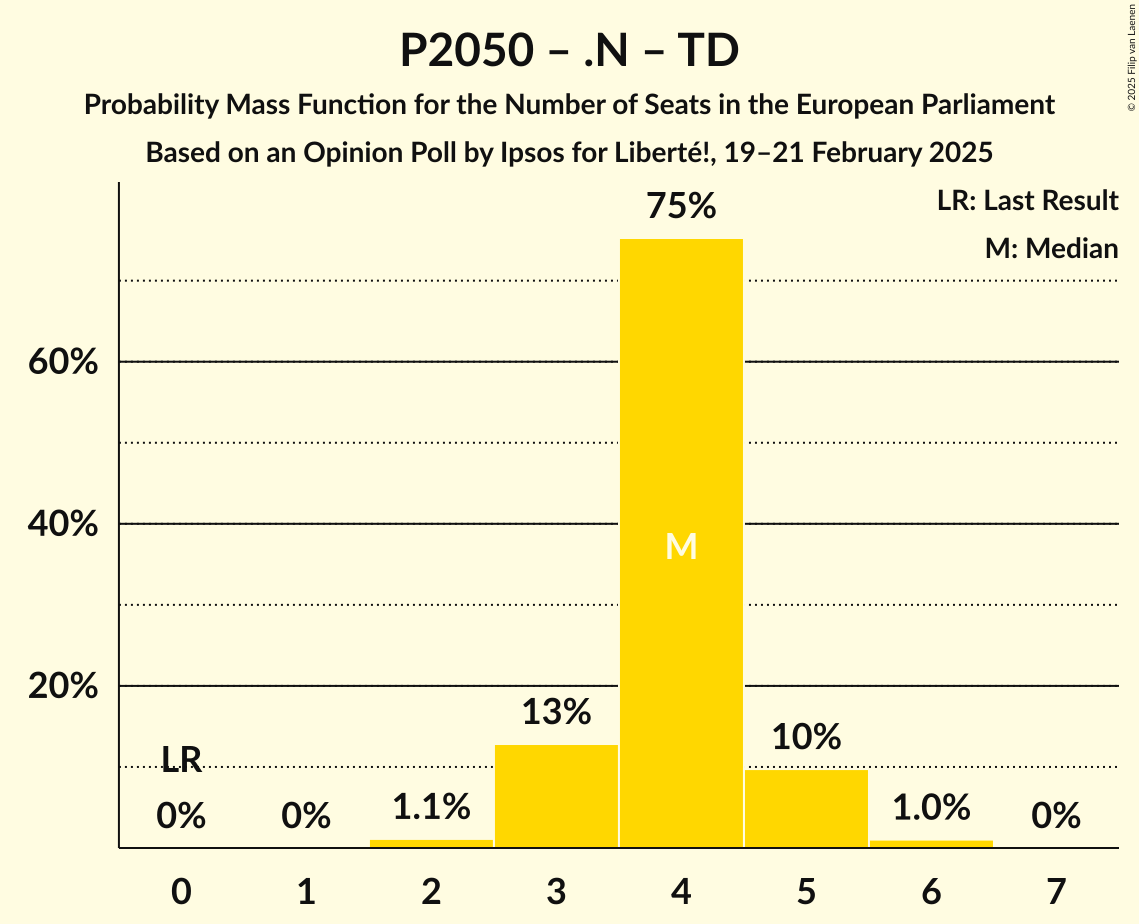 P2050 – .N – TD
Probability Mass Function for the Number of Seats in the European Parliament
Based on an Opinion Poll by Ipsos for Liberté!, 19–21 February 2025
© 2025 Filip van Laenen
LR: Last Result
M: Median
75%
60%
40%
M
20%
13%
10%
LR
0%
0%
1.1%
1.0%
0%
0
1
2
3
4
5
6
7